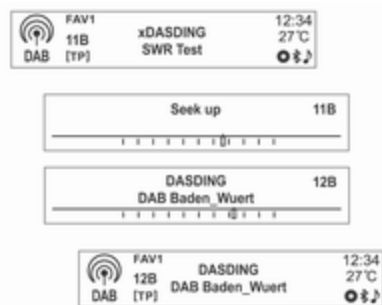 FAV1
12:34
11B
xDASDING
27°C
DAB
[TP]
SWR Test
Seek up
11B
DASDING
12B
DAB Baden_Wuert
FAV1
12:34
12B
DASDING
27°C
DAB
[TP]
DAB Baden_Wuert